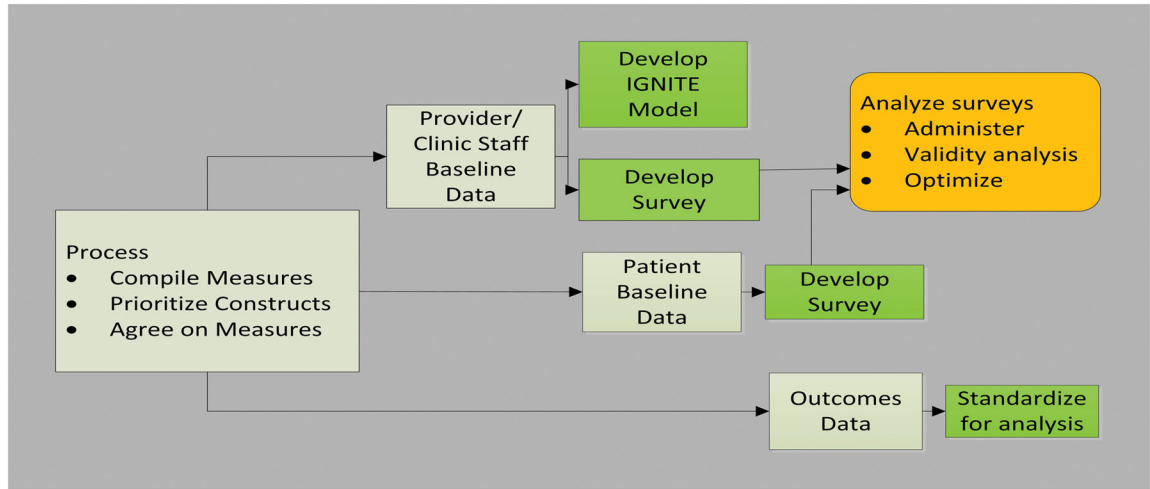 Process
● Compile Measures
● Prioritize Constructs
● Agree on Measures
Provider/
Clinic Staff
Baseline
Data
Develop
IGNITE
Model
Develop
Survey
Patient
Baseline
Data
Develop
Survey
Analyze surveys
● Administer
● Validity analysis
● Optimize
Outcomes
Data
Standardize
for analysis